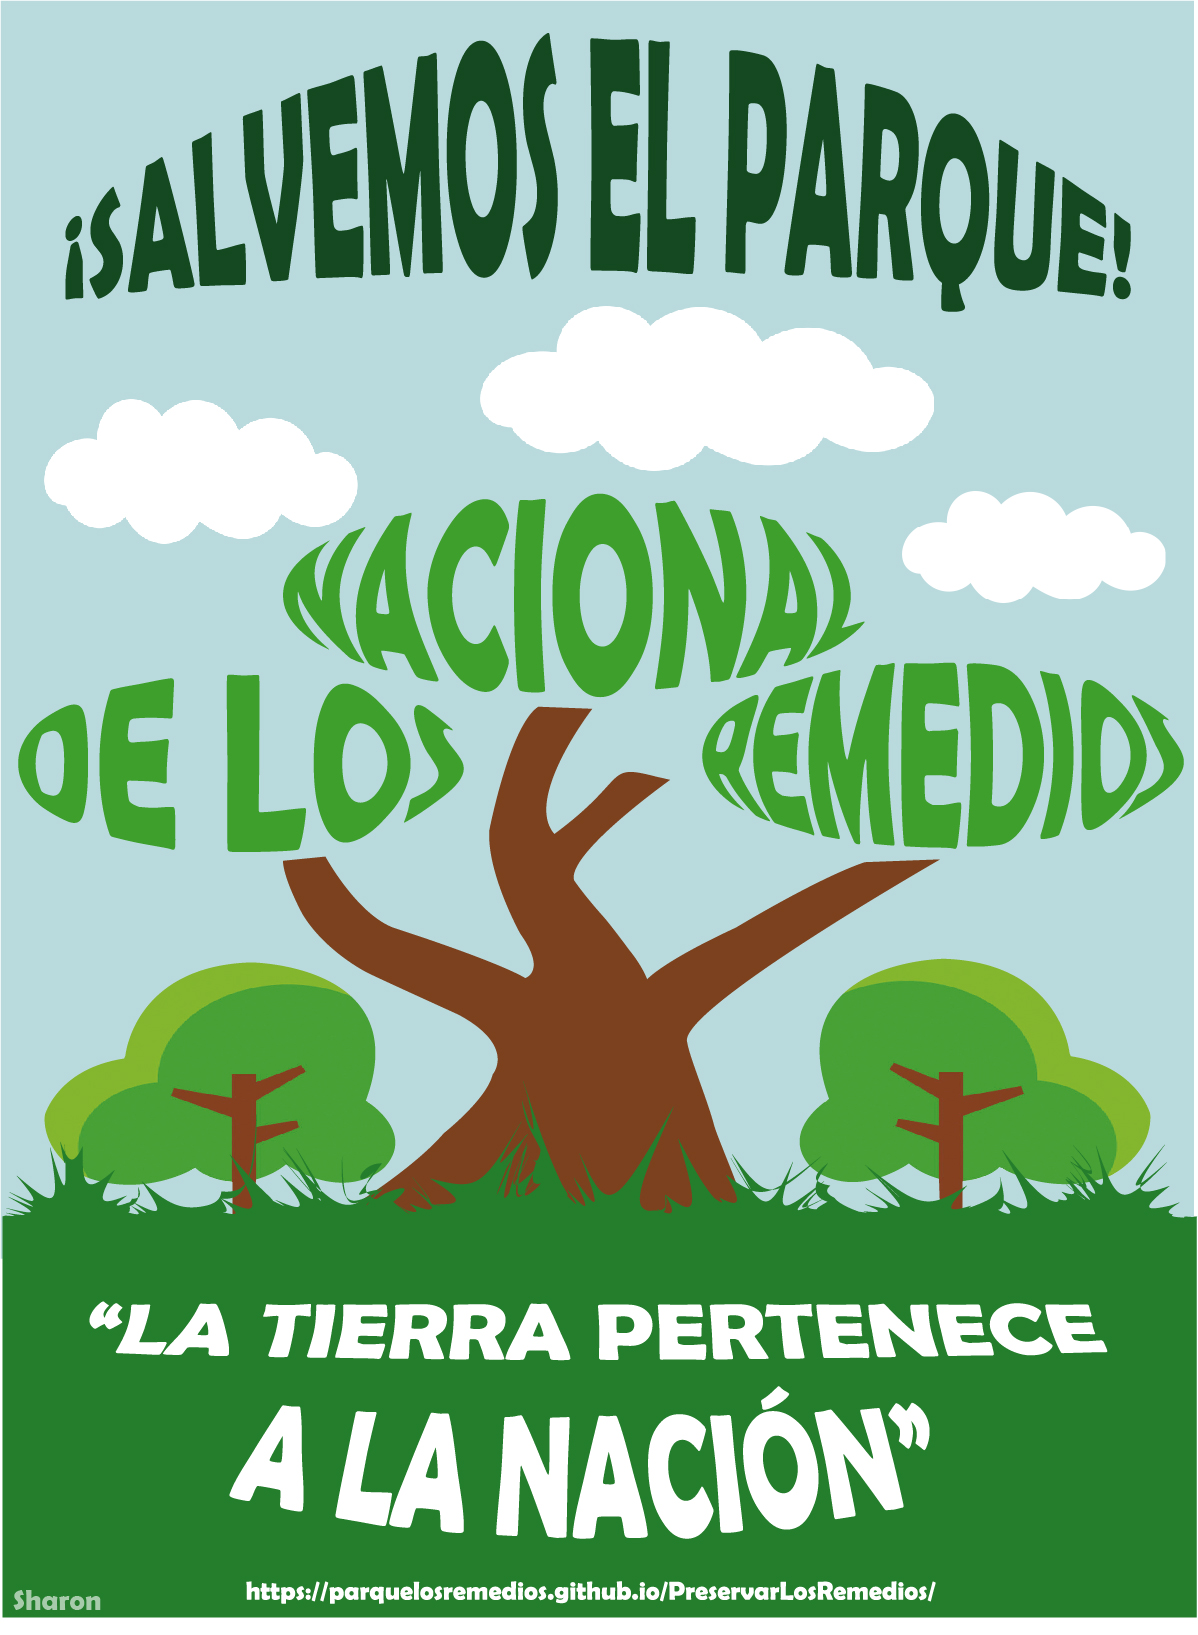 ¡SALVEMOS EL PARQUE!
NACIONAL
DE LOS REMEDIOS
“LA TIERRA PERTENECE
A LA NACIÓN”
https://parquelosremedios.github.io/PreservarLosRemedios/
Sharon